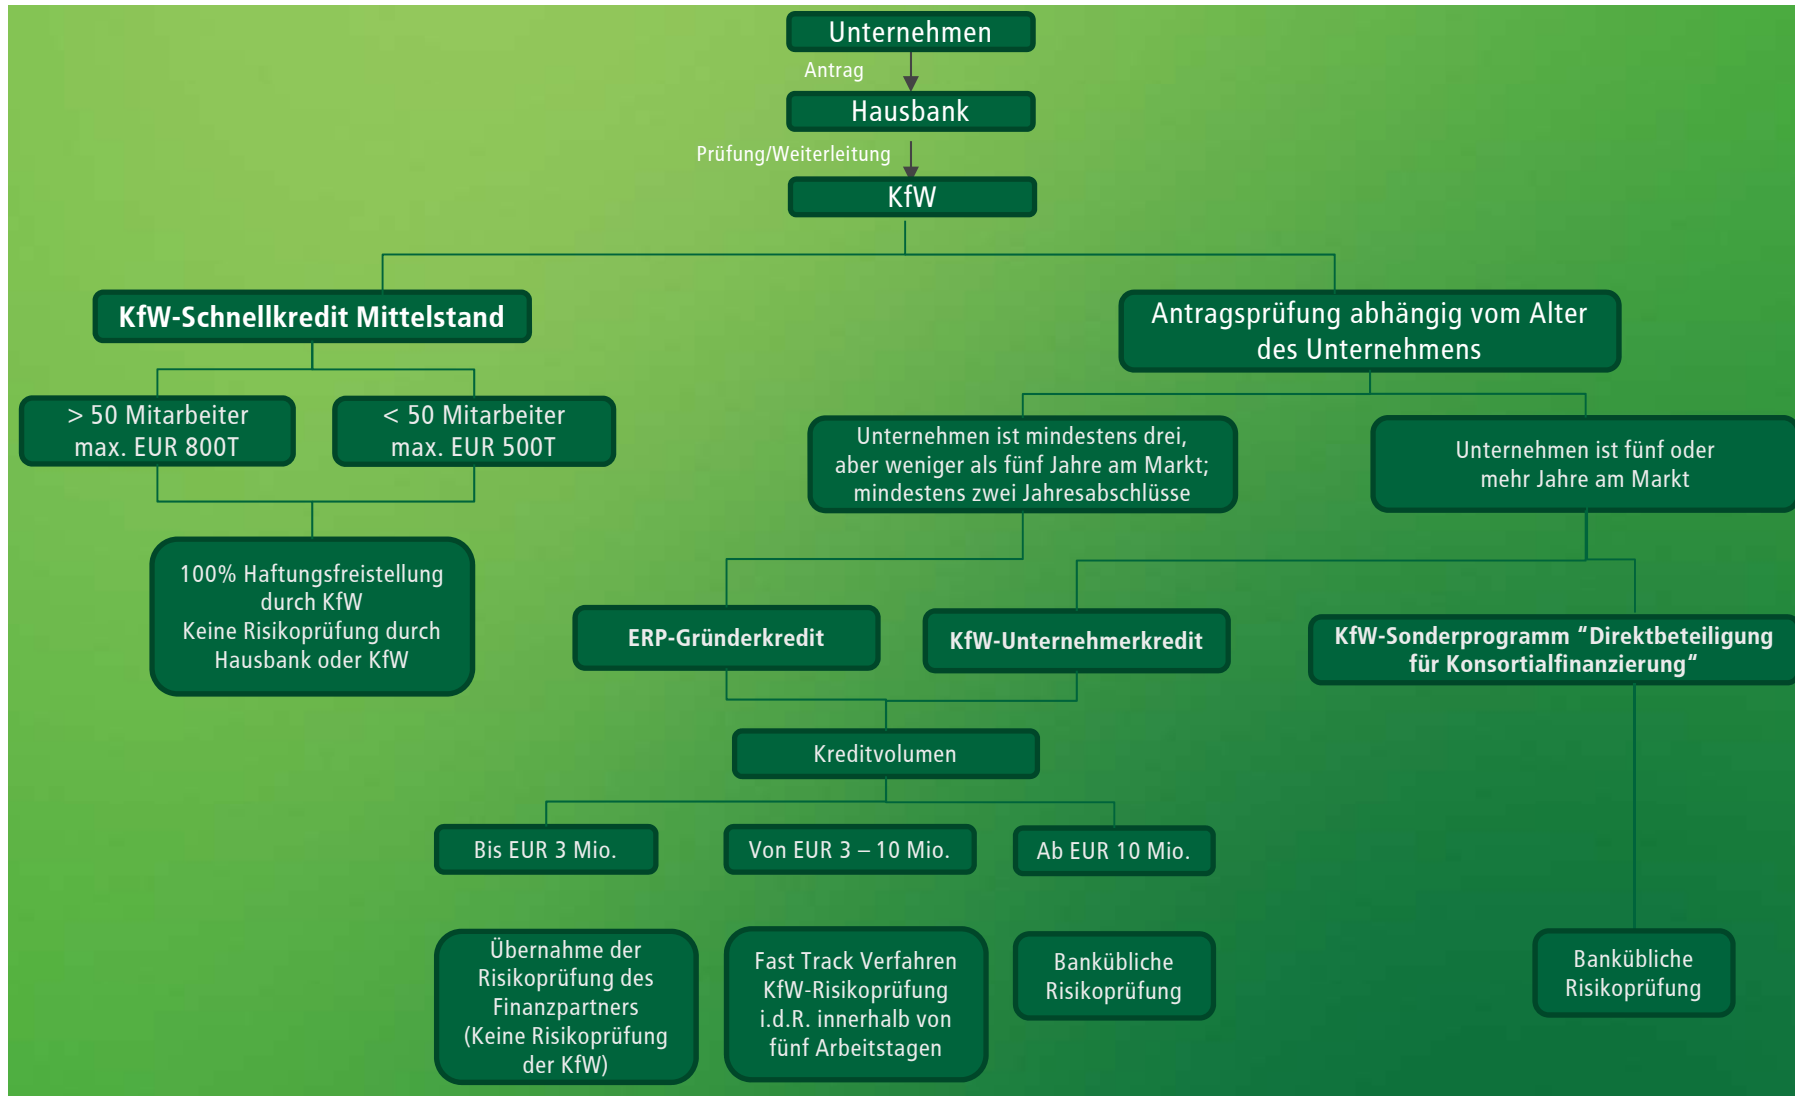 Unternehmen
Antrag
Hausbank
Prüfung/Weiterleitung
KfW
KfW-Schnellkredit Mittelstand
> 50 Mitarbeiter
max. EUR 800T
< 50 Mitarbeiter
max. EUR 500T
100% Haftungsfreistellung
durch KfW
Keine Risikoprüfung durch
Hausbank oder KfW
Antragsprüfung abhängig vom Alter
des Unternehmens
Unternehmen ist mindestens drei,
aber weniger als fünf Jahre am Markt;
mindestens zwei Jahresabschlüsse
Unternehmen ist fünf oder
mehr Jahre am Markt
ERP-Gründerkredit
KfW-Unternehmerkredit
KfW-Sonderprogramm “Direktbeteiligung
für Konsortialfinanzierung“
Kreditvolumen
Bis EUR 3 Mio.
Von EUR 3 – 10 Mio.
Ab EUR 10 Mio.
Übernahme der
Risikoprüfung des
Finanzpartners
(Keine Risikoprüfung
der KfW)
Fast Track Verfahren
KfW-Risikoprüfung
i.d.R. innerhalb von
fünf Arbeitstagen
Bankübliche
Risikoprüfung
Bankübliche
Risikoprüfung